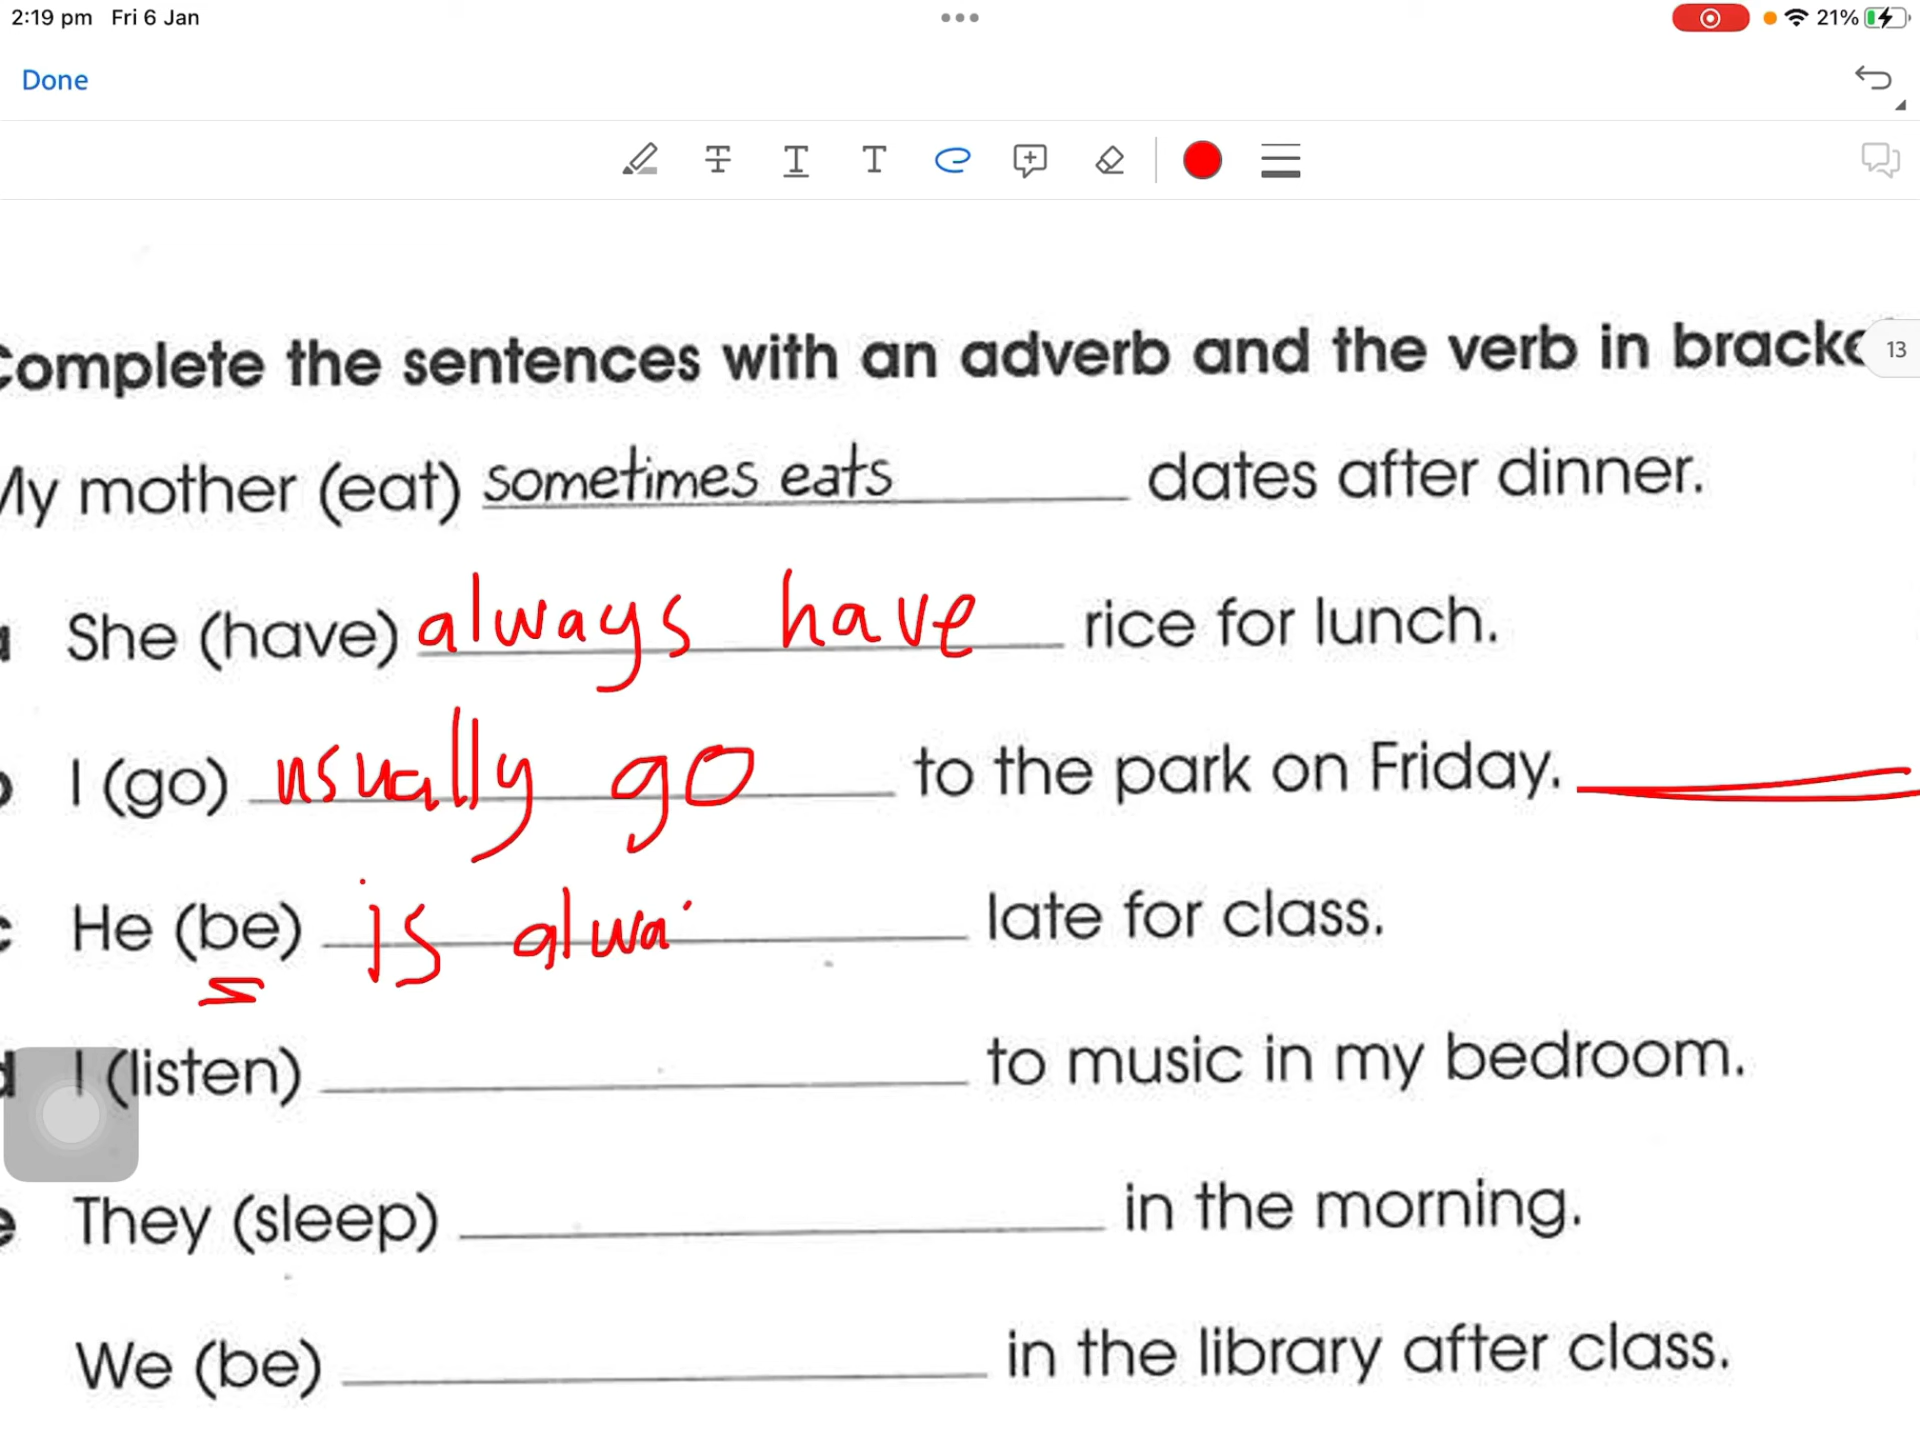 2:19 pm Fri 6 Jan 21%
Done
omplete the sentences with an adverb and the verb in brack
13
My mother (eat) sometimes eats dates after dinner.
She (have) always have rice for lunch.
I (go) usually go to the park on Friday.
c He (be) is alwa late for class.
d I (listen) to music in my bedroom.
e They (sleep) in the morning.
We (be) in the library after class.